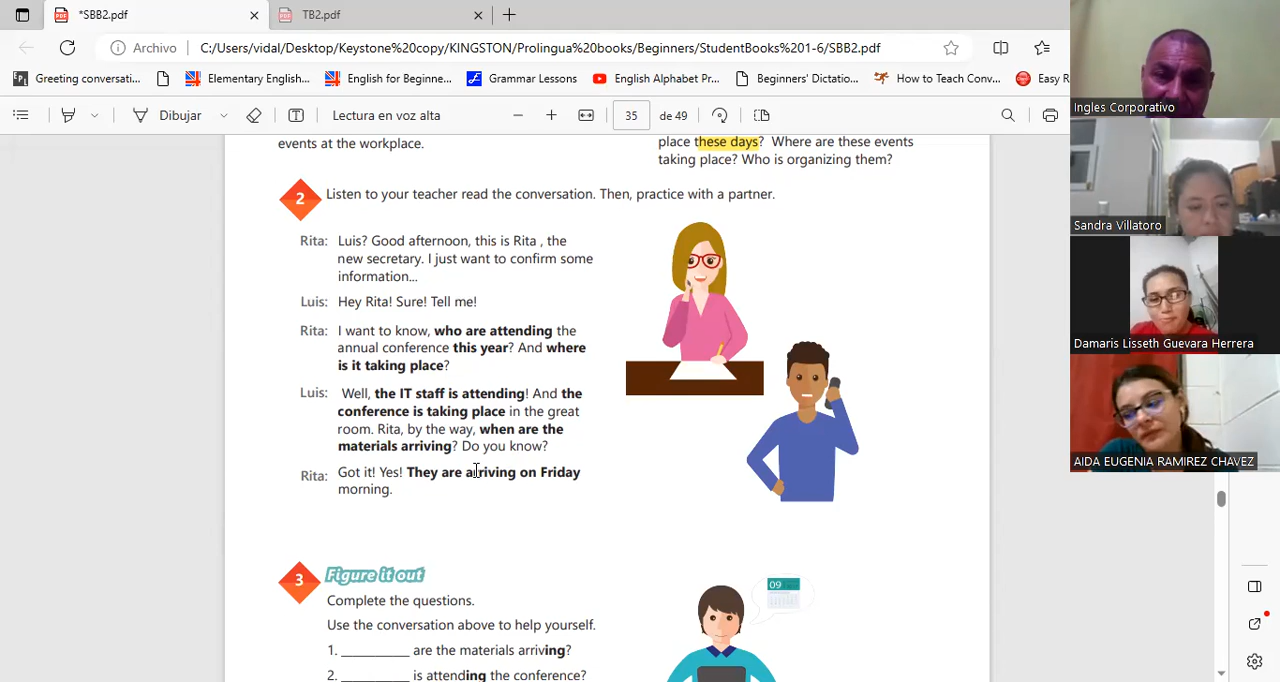 *SBB2.pdf
TB2.pdf
Archivo
C:/Users/vidal/Desktop/Keystone%20copy/KINGSTON/Prolingua%20books/Beginners/StudentBooks%201-6/SBB2.pdf
Greeting conversati...
Elementary English...
English for Beginne...
Grammar Lessons
English Alphabet Pr...
Beginners' Dictatio...
How to Teach Conv...
Easy R
Dibujar
Lectura en voz alta
35
de 49
events at the workplace.
place these days? Where are these events
taking place? Who is organizing them?
2
Listen to your teacher read the conversation. Then, practice with a partner.
Rita: Luis? Good afternoon, this is Rita , the
new secretary. I just want to confirm some
information...
Luis: Hey Rita! Sure! Tell me!
Rita: I want to know, who are attending the
annual conference this year? And where
is it taking place?
Luis: Well, the IT staff is attending! And the
conference is taking place in the great
room. Rita, by the way, when are the
materials arriving? Do you know?
Rita: Got it! Yes! They are arriving on Friday
morning.
3
Figure it out
09
Complete the questions.
Use the conversation above to help yourself.
1. __________ are the materials arriving?
2. __________ is attending the conference?
Ingles Corporativo
Sandra Villatoro
Damaris Lisseth Guevara Herrera
AIDA EUGENIA RAMIREZ CHAVEZ